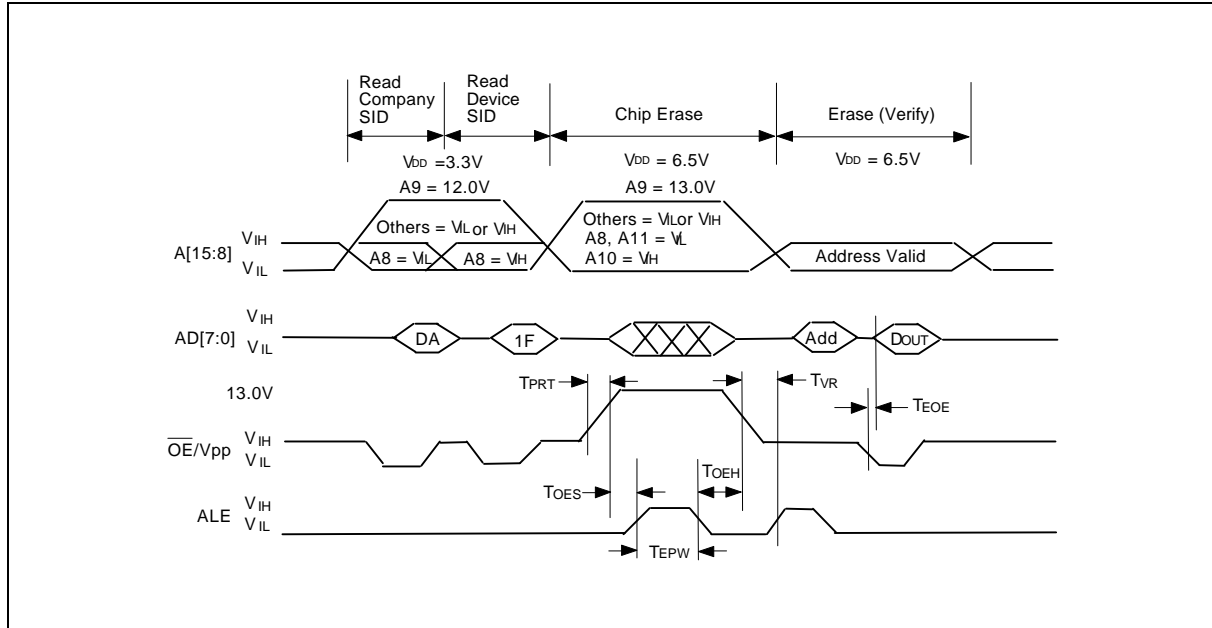 Read Company SID
Read Device SID
Chip Erase
Erase (Verify)
VDD =3.3V
VDD = 6.5V
VDD = 6.5V
A9 = 12.0V
A9 = 13.0V
Others = VIL or VIH
Others = VIL or VIH
A8, A11 = VIL
A10 = VIH
A[15:8]
VIH
VIL
A8 = VIL
A8 = VIH
Address Valid
AD[7:0]
VIH
VIL
DA
1F
Add
DOUT
13.0V
TPRT
TVR
TEOE
OE/Vpp
VIH
VIL
TOES
TOEH
ALE
VIH
VIL
TEPW